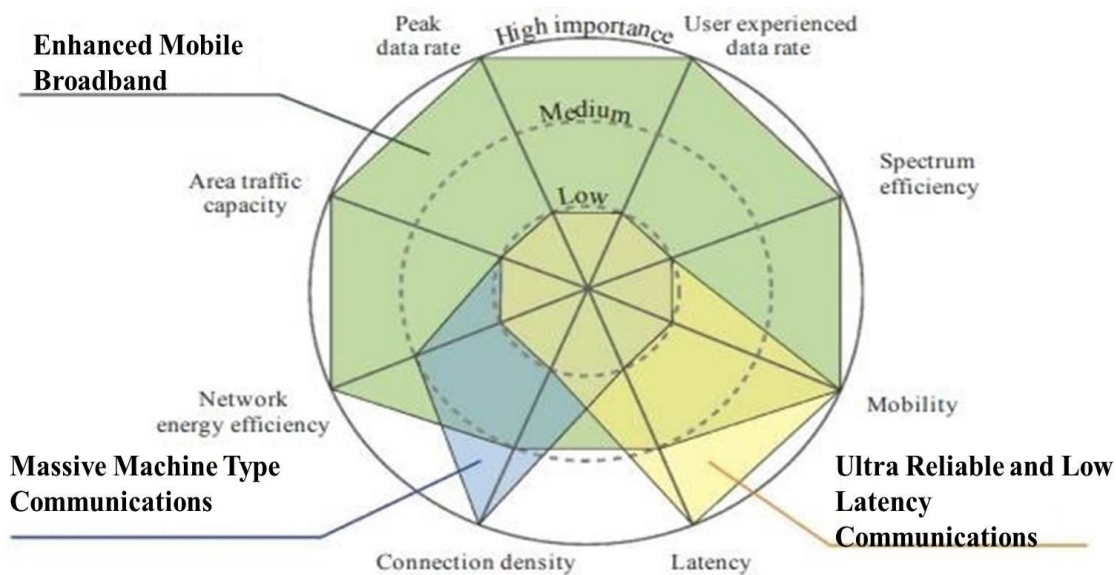 Enhanced Mobile
Broadband
Peak
data rate
High importance
User experienced
data rate
Medium
Low
Area traffic
capacity
Spectrum
efficiency
Network
energy efficiency
Mobility
Massive Machine Type
Communications
Ultra Reliable and Low
Latency
Communications
Connection density
Latency